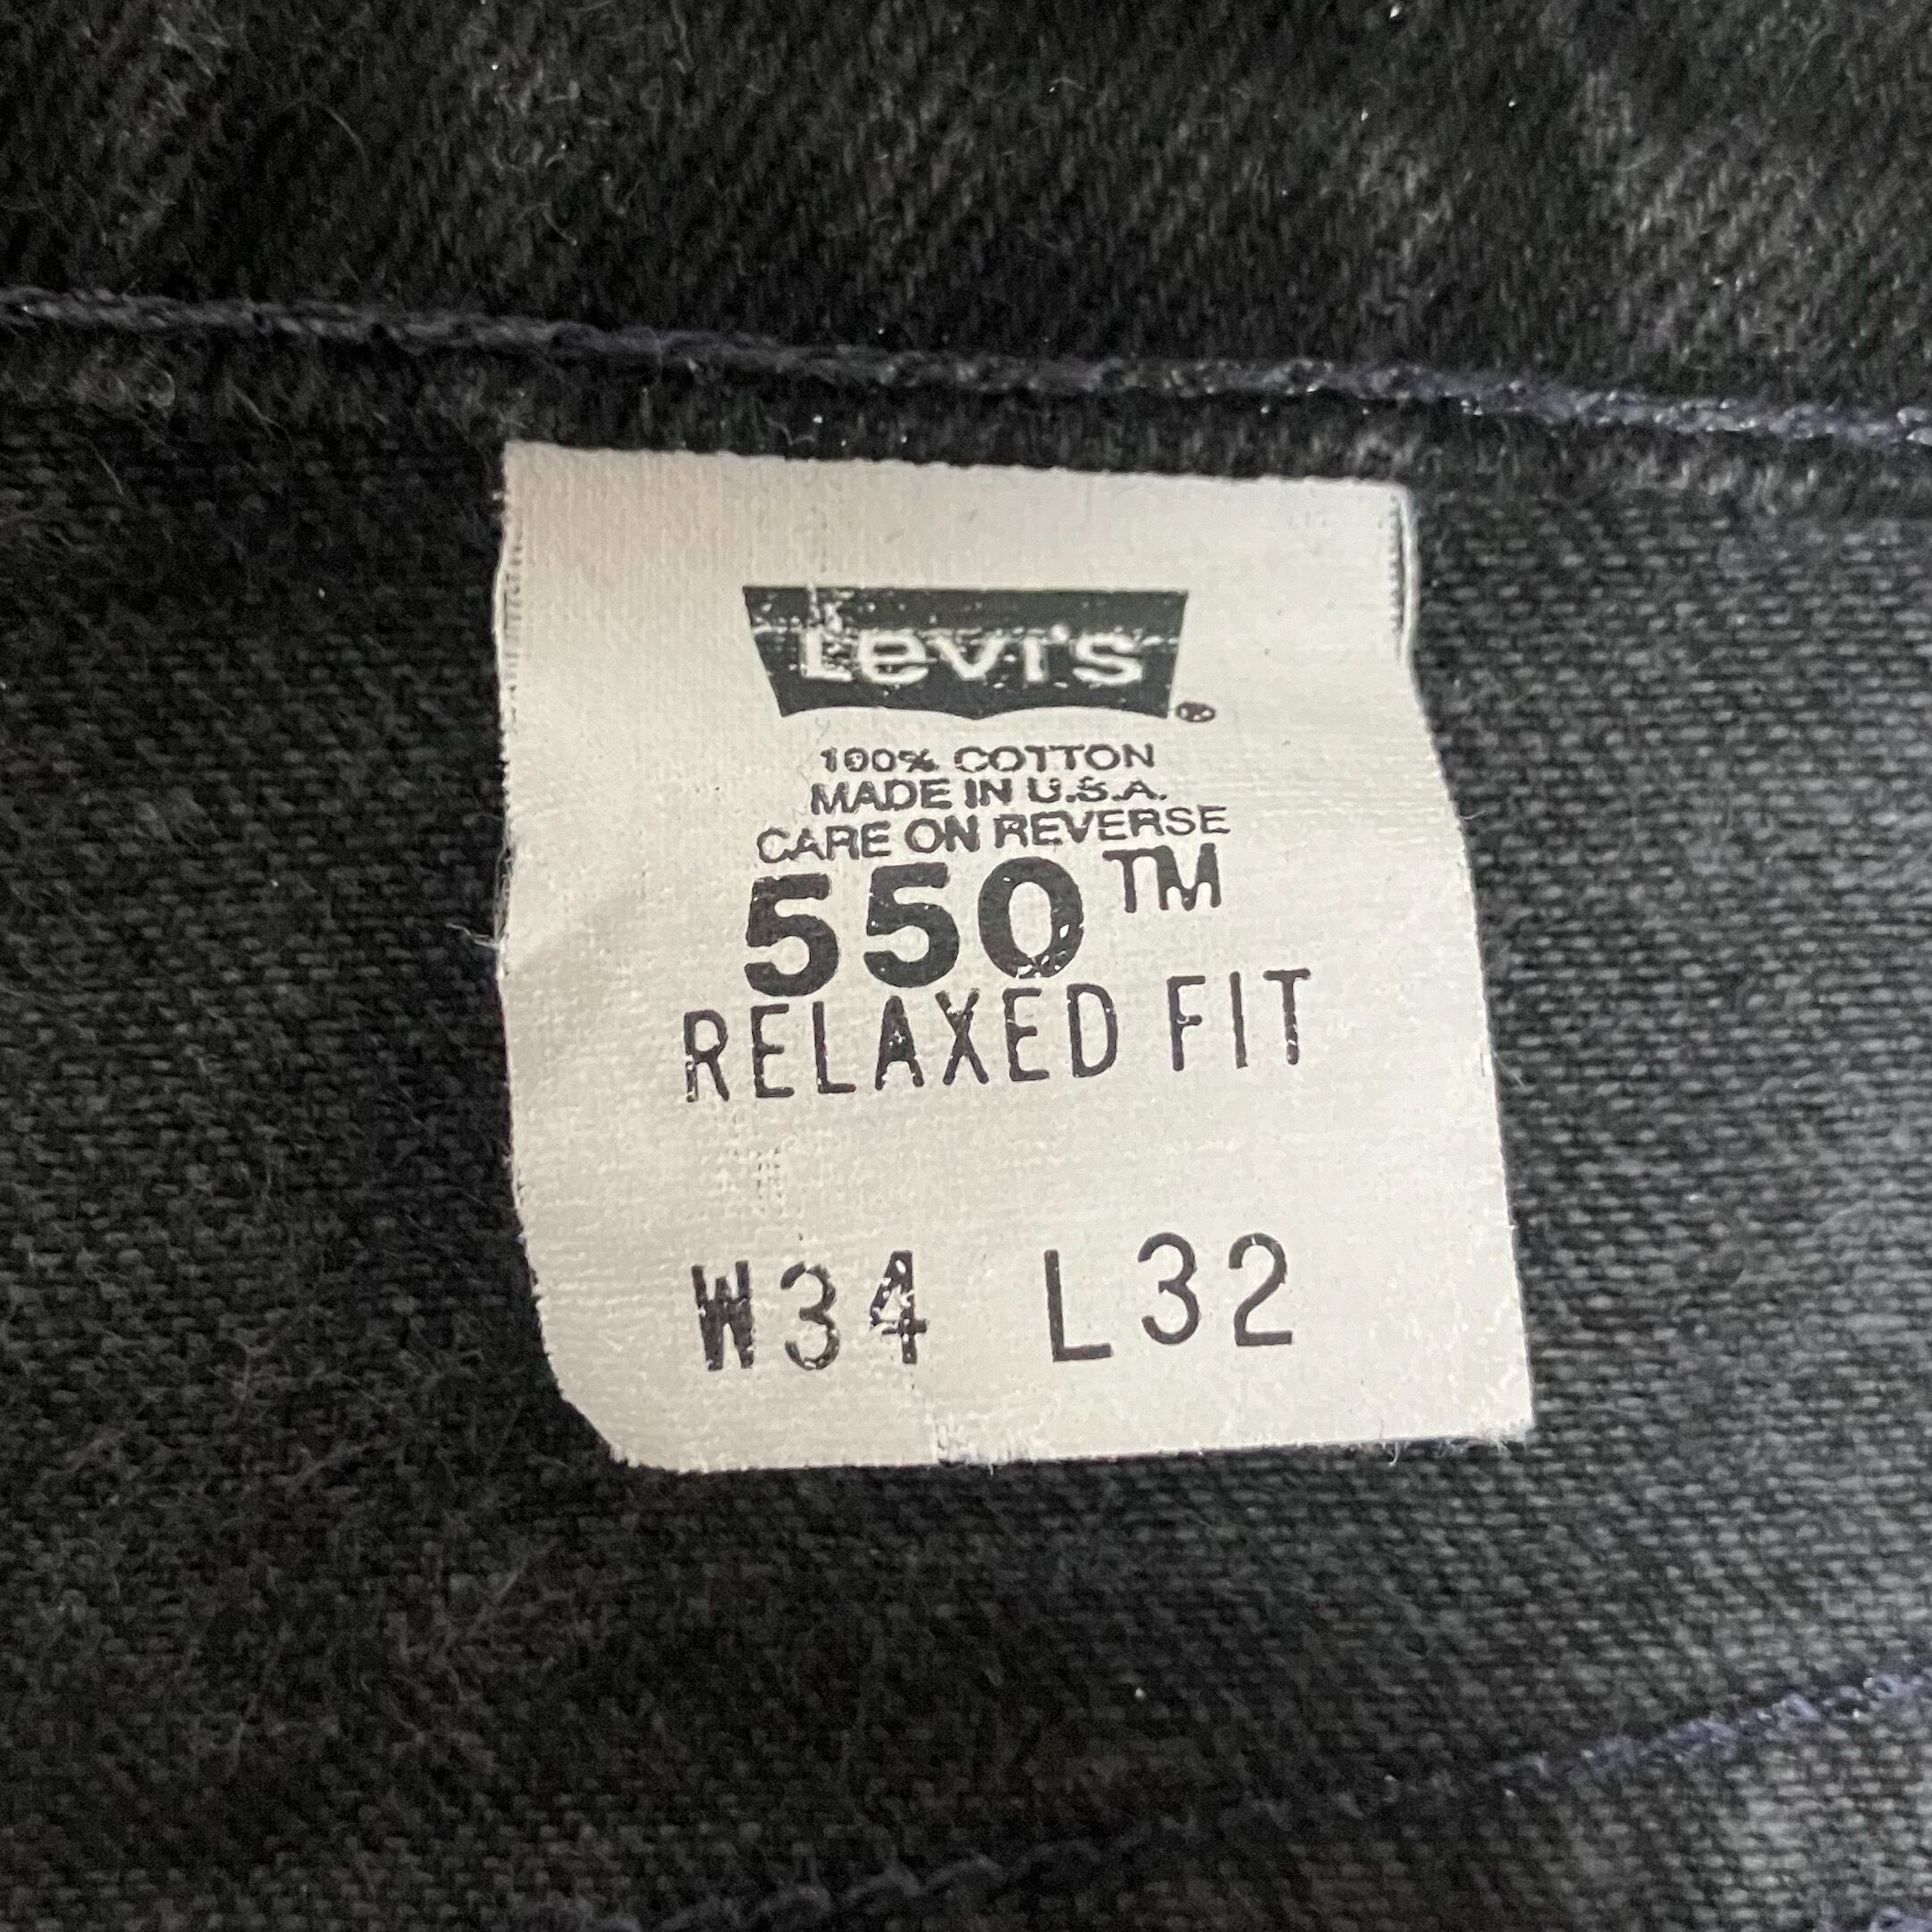 Levi's®
100% COTTON
MADE IN U.S.A.
CARE ON REVERSE
550™
RELAXED FIT
W34 L32